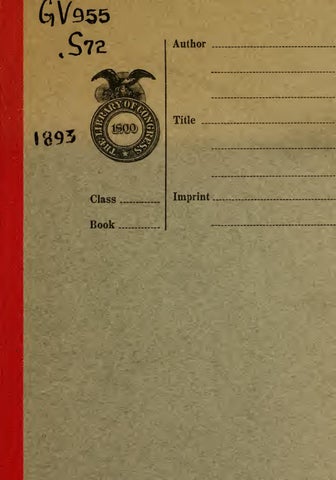 GV955
.S72
1893
THE LIBRARY OF CONGRESS
1800
Class
Book
Author
Title
Imprint